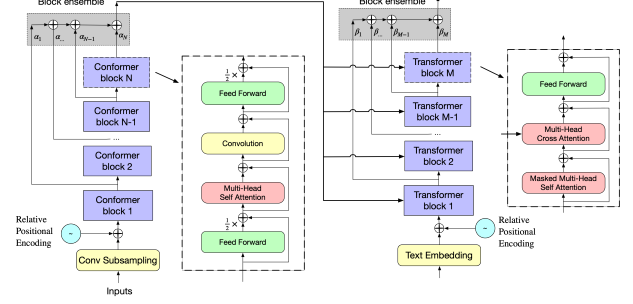 Block ensemble
α1
α...
αN-1
αN
Conformer
block N
Conformer
block N-1
...
Conformer
block 2
Conformer
block 1
Relative
Positional
Encoding
~
Conv Subsampling
Inputs
1/2 ×
Feed Forward
Convolution
Multi-Head
Self Attention
1/2 ×
Feed Forward
Block ensemble
β1
β...
βM-1
βM
Transformer
block M
Transformer
block M-1
...
Transformer
block 2
Transformer
block 1
~
Relative
Positional
Encoding
Text Embedding
Feed Forward
Multi-Head
Cross Attention
Masked Multi-Head
Self Attention